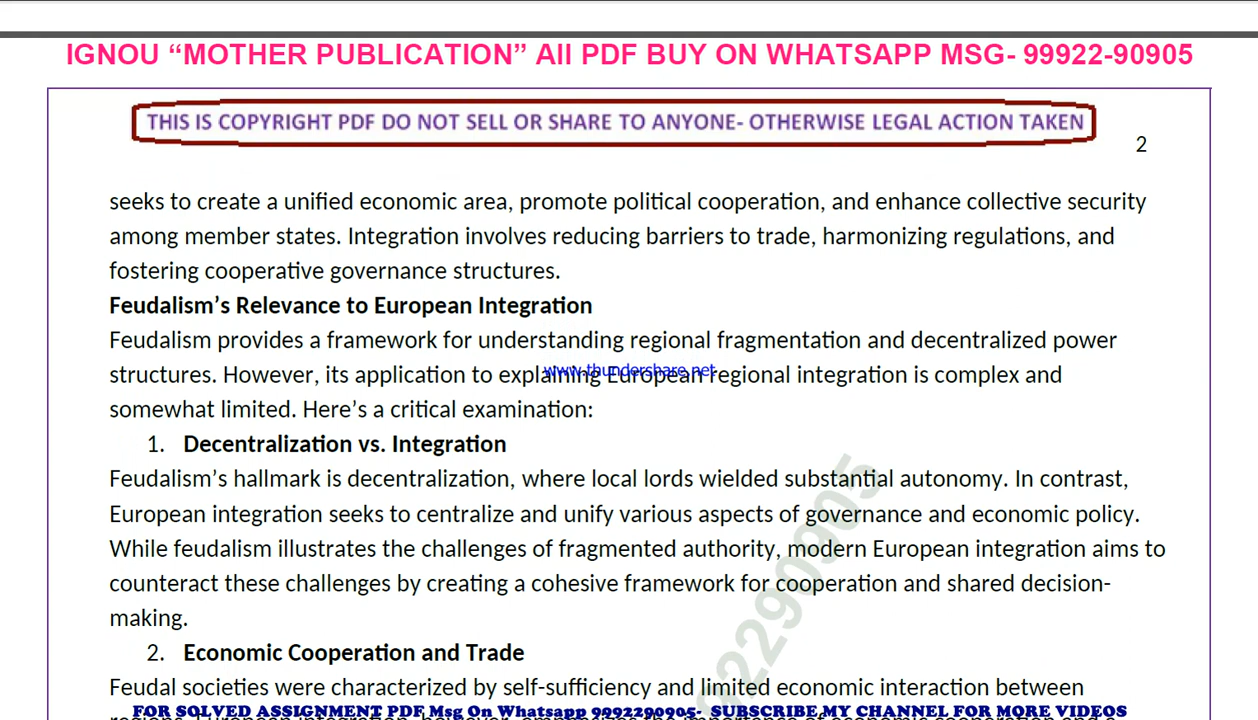 IGNOU “MOTHER PUBLICATION” All PDF BUY ON WHATSAPP MSG- 99922-90905
THIS IS COPYRIGHT PDF DO NOT SELL OR SHARE TO ANYONE- OTHERWISE LEGAL ACTION TAKEN
2
seeks to create a unified economic area, promote political cooperation, and enhance collective security
among member states. Integration involves reducing barriers to trade, harmonizing regulations, and
fostering cooperative governance structures.
Feudalism’s Relevance to European Integration
Feudalism provides a framework for understanding regional fragmentation and decentralized power
www.thundershare.net
structures. However, its application to explaining European regional integration is complex and
somewhat limited. Here’s a critical examination:
1. Decentralization vs. Integration
Feudalism’s hallmark is decentralization, where local lords wielded substantial autonomy. In contrast,
European integration seeks to centralize and unify various aspects of governance and economic policy.
While feudalism illustrates the challenges of fragmented authority, modern European integration aims to
counteract these challenges by creating a cohesive framework for cooperation and shared decision-
making.
2. Economic Cooperation and Trade
Feudal societies were characterized by self-sufficiency and limited economic interaction between
FOR SOLVED ASSIGNMENT PDF Msg On Whatsapp 9992290905- SUBSCRIBE MY CHANNEL FOR MORE VIDEOS
2290905